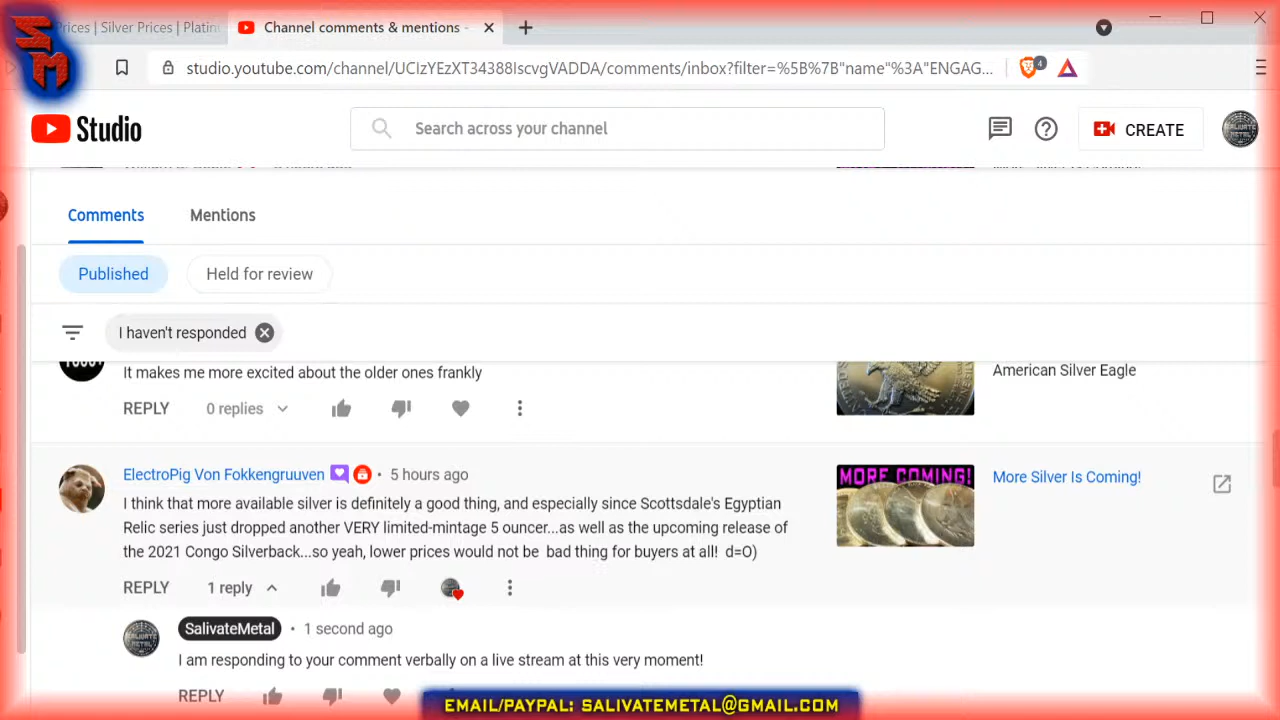 SM
Prices | Silver Prices | Platin
Channel comments & mentions -
studio.youtube.com/channel/UCIzYEzXT34388IscvgVADDA/comments/inbox?filter=%5B%7B"name"%3A"ENGAG...
4
Studio
Search across your channel
CREATE
Comments
Mentions
Published
Held for review
I haven't responded
It makes me more excited about the older ones frankly
American Silver Eagle
REPLY
0 replies
ElectroPig Von Fokkengruuven • 5 hours ago
MORE COMING!
More Silver Is Coming!
I think that more available silver is definitely a good thing, and especially since Scottsdale's Egyptian
Relic series just dropped another VERY limited-mintage 5 ouncer...as well as the upcoming release of
the 2021 Congo Silverback...so yeah, lower prices would not be bad thing for buyers at all! d=O)
REPLY
1 reply
SalivateMetal • 1 second ago
I am responding to your comment verbally on a live stream at this very moment!
REPLY
EMAIL/PAYPAL: SALIVATEMETAL@GMAIL.COM